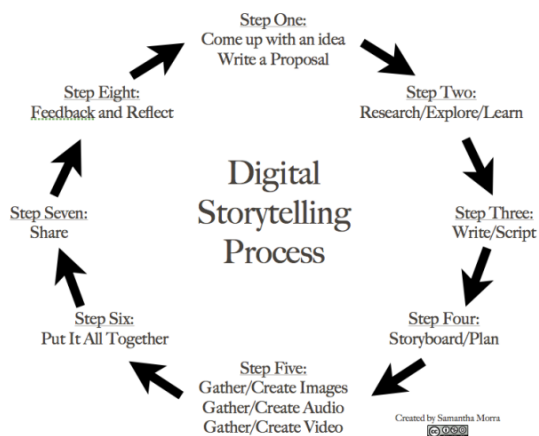 Step One:
Come up with an idea
Write a Proposal
Step Two:
Research/Explore/Learn
Step Three:
Write/Script
Step Four:
Storyboard/Plan
Step Five:
Gather/Create Images
Gather/Create Audio
Gather/Create Video
Step Six:
Put It All Together
Step Seven:
Share
Step Eight:
Feedback and Reflect
Digital
Storytelling
Process
Created by Samantha Morra